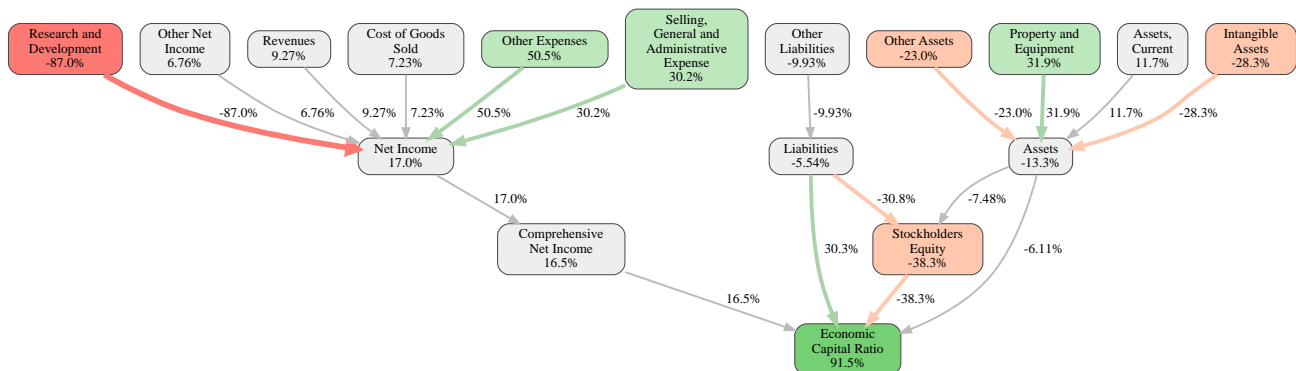 Research and
Development
-87.0%
Other Net
Income
6.76%
Revenues
9.27%
Cost of Goods
Sold
7.23%
Other Expenses
50.5%
Selling,
General and
Administrative
Expense
30.2%
Other
Liabilities
-9.93%
Other Assets
-23.0%
Property and
Equipment
31.9%
Assets,
Current
11.7%
Intangible
Assets
-28.3%
-87.0%
6.76%
9.27%
7.23%
50.5%
30.2%
-9.93%
-23.0%
31.9%
11.7%
-28.3%
Net Income
17.0%
Liabilities
-5.54%
Assets
-13.3%
17.0%
-30.8%
-7.48%
Comprehensive
Net Income
16.5%
30.3%
Stockholders
Equity
-38.3%
-6.11%
16.5%
-38.3%
Economic
Capital Ratio
91.5%